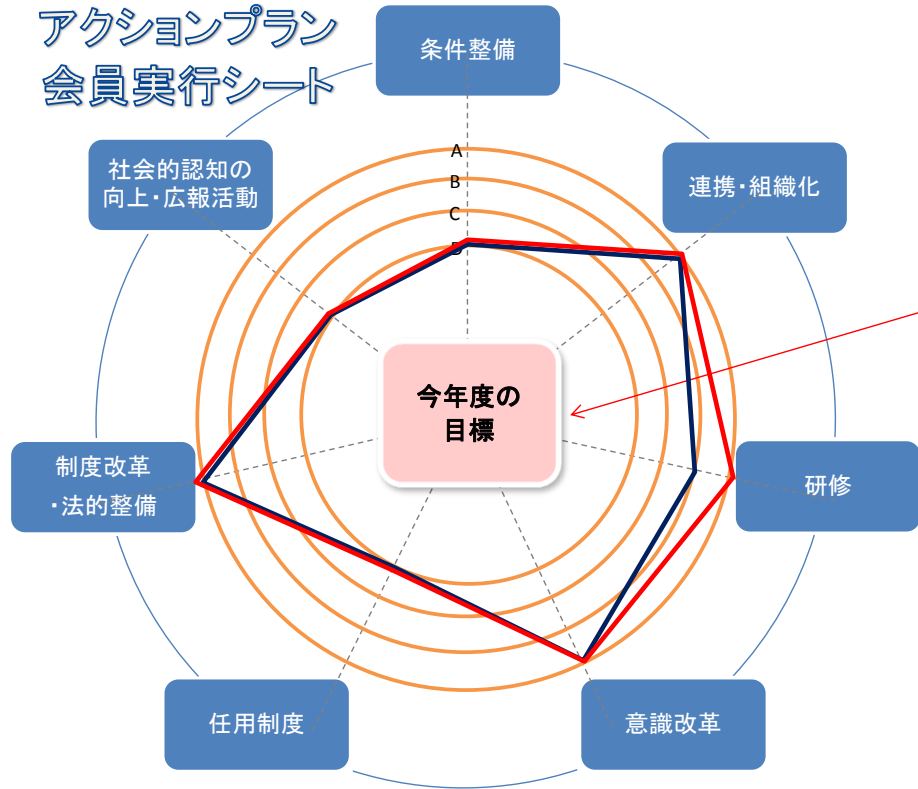 アクションプラン
会員実行シート
条件整備
社会的認知の
向上・広報活動
連携・組織化
A
B
C
D
今年度の
目標
制度改革
・法的整備
研修
任用制度
意識改革